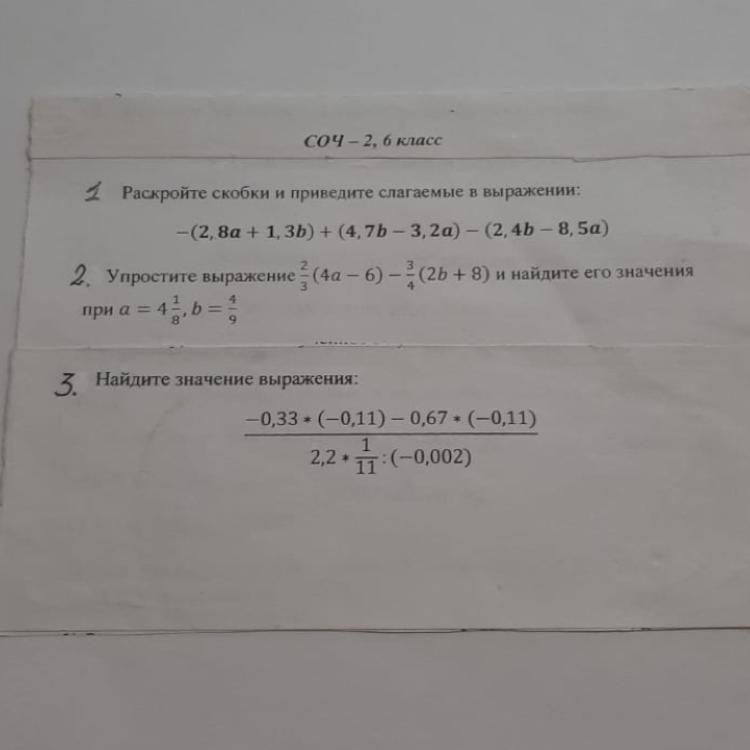 СОЧ – 2, 6 класс
1 Раскройте скобки и приведите слагаемые в выражении:
−(2,8a + 1,3b) + (4,7b − 3,2a) − (2,4b − 8,5a)
2. Упростите выражение 2/3 (4a − 6) − 3/4 (2b + 8) и найдите его значения
при a = 4 1/8, b = 4/9
3. Найдите значение выражения:
−0,33 * (−0,11) − 0,67 * (−0,11)
2,2 * 1/11 : (−0,002)